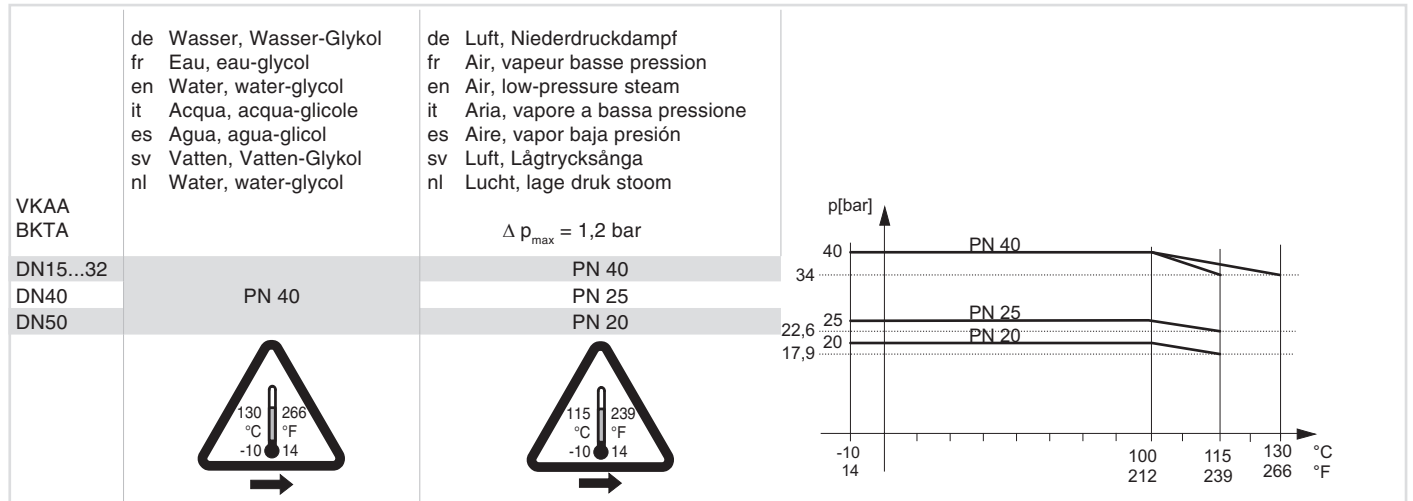 de Wasser, Wasser-Glykol
fr Eau, eau-glycol
en Water, water-glycol
it Acqua, acqua-glicole
es Agua, agua-glicol
sv Vatten, Vatten-Glykol
nl Water, water-glycol
de Luft, Niederdruckdampf
fr Air, vapeur basse pression
en Air, low-pressure steam
it Aria, vapore a bassa pressione
es Aire, vapor baja presión
sv Luft, Lågtrycksånga
nl Lucht, lage druk stoom
VKAA
BKTA
Δ pmax = 1,2 bar
DN15...32
PN 40
DN40
PN 40
PN 25
DN50
PN 20
130 266
°C °F
-10 14
115 239
°C °F
-10 14
p[bar]
40
PN 40
34
25
PN 25
22,6
20
PN 20
17,9
-10 100 115 130 °C
14 212 239 266 °F